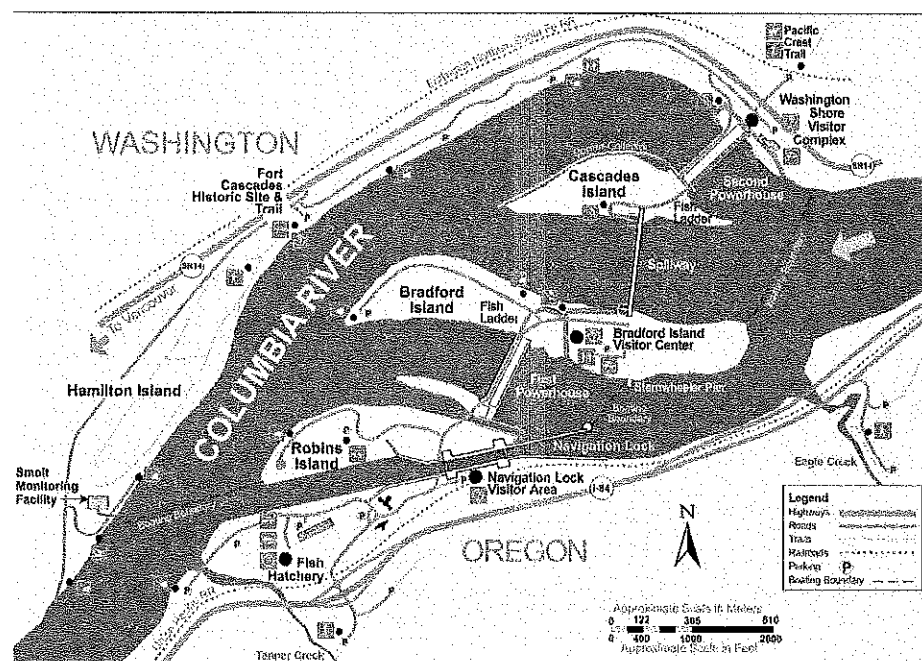 Pacific
Crest
Trail
Washington
Shore
Visitor
Complex
WASHINGTON
SR14
Fort
Cascades
Historic Site &
Trail
Cascades
Island
Fish
Ladder
Second
Powerhouse
Spillway
SR14
To Vancouver
COLUMBIA RIVER
Bradford
Island
Fish
Ladder
Bradford Island
Visitor Center
First
Powerhouse
Sternwheeler Pier
Boating
Boundary
Hamilton Island
Robins
Island
Navigation Lock
Navigation Lock
Visitor Area
I-84
Eagle Creek
Smolt
Monitoring
Facility
Boating Boundary
Fish
Hatchery
OREGON
N
Tanner Creek
Legend
Highways
Roads
Trails
Railroads
Parking P
Boating Boundary
Approximate Scale in Meters
0 122 305 610
0 400 1000 2000
Approximate Scale in Feet